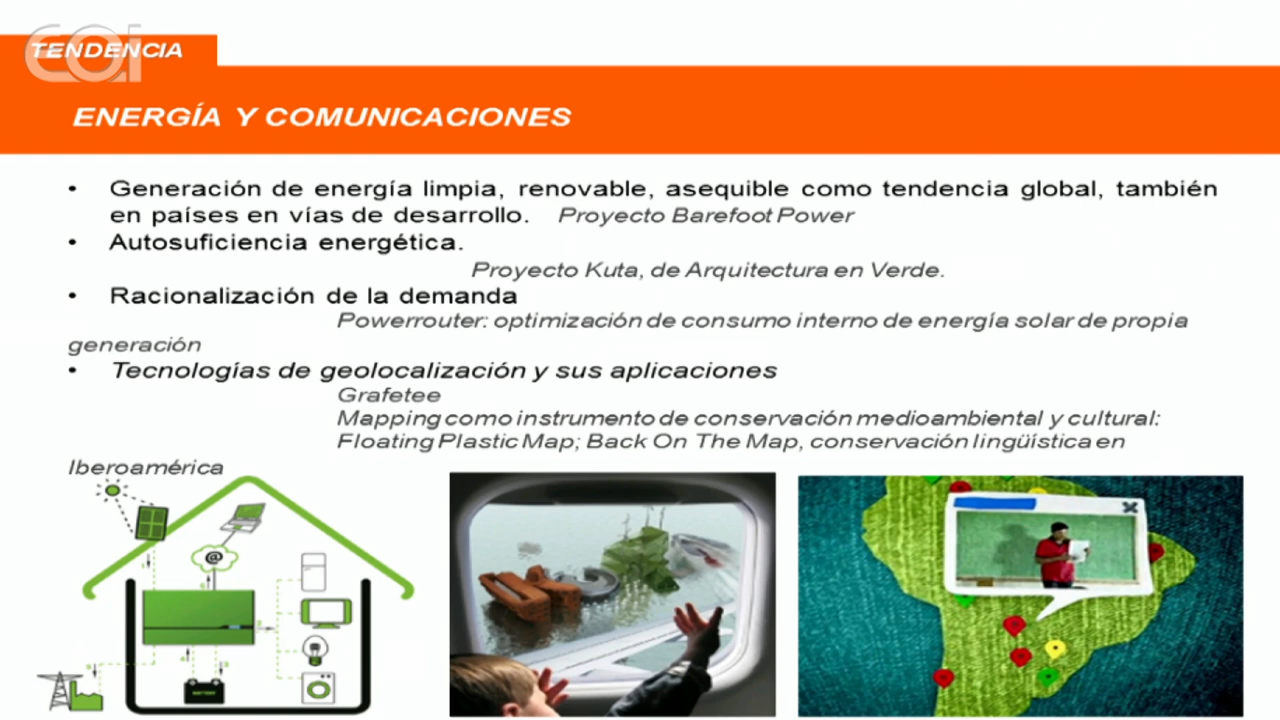 eoi
TENDENCIA
ENERGÍA Y COMUNICACIONES
• Generación de energía limpia, renovable, asequible como tendencia global, también
en países en vías de desarrollo. Proyecto Barefoot Power
• Autosuficiencia energética.
Proyecto Kuta, de Arquitectura en Verde.
• Racionalización de la demanda
Powerrouter: optimización de consumo interno de energía solar de propia
generación
• Tecnologías de geolocalización y sus aplicaciones
Grafetee
Mapping como instrumento de conservación medioambiental y cultural:
Floating Plastic Map; Back On The Map, conservación lingüística en
Iberoamérica
@
BATTERY